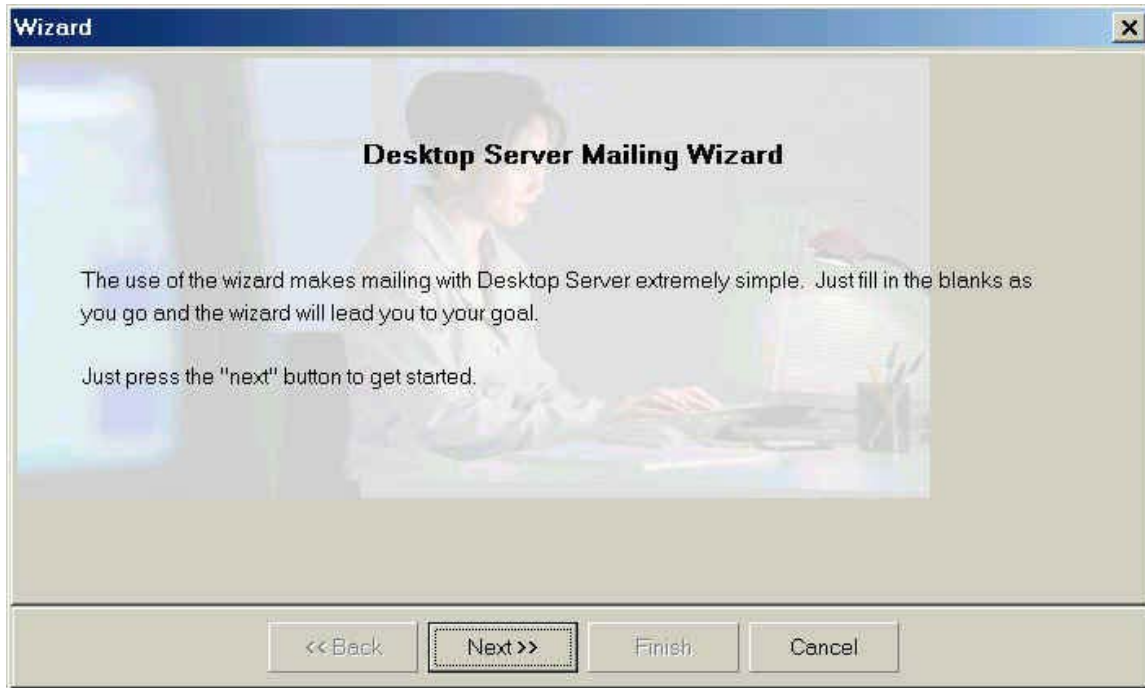 Wizard
Desktop Server Mailing Wizard
The use of the wizard makes mailing with Desktop Server extremely simple.  Just fill in the blanks as
you go and the wizard will lead you to your goal.
Just press the "next" button to get started.
<< Back
Next >>
Finish
Cancel